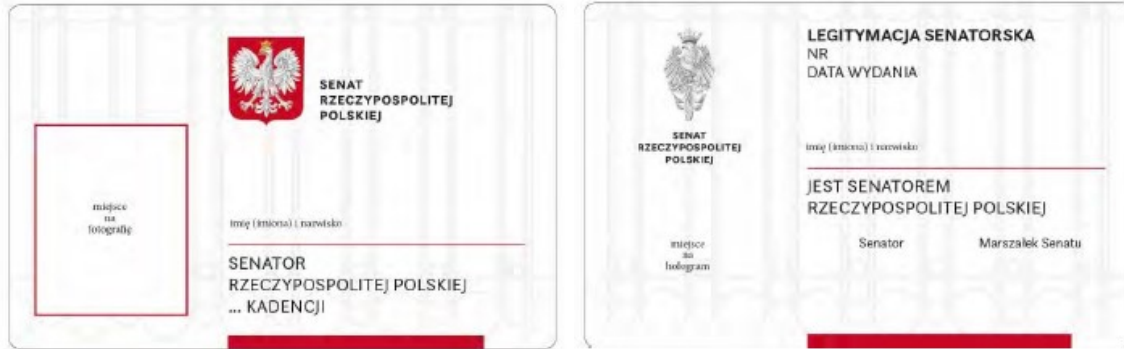 SENAT
RZECZYPOSPOLITEJ
POLSKIEJ
miejsce
na
fotografię
imię (imiona) i nazwisko
SENATOR
RZECZYPOSPOLITEJ POLSKIEJ
... KADENCJI
SENAT
RZECZYPOSPOLITEJ
POLSKIEJ
miejsce
na
hologram
LEGITYMACJA SENATORSKA
NR
DATA WYDANIA
imię (imiona) i nazwisko
JEST SENATOREM
RZECZYPOSPOLITEJ POLSKIEJ
Senator Marszałek Senatu